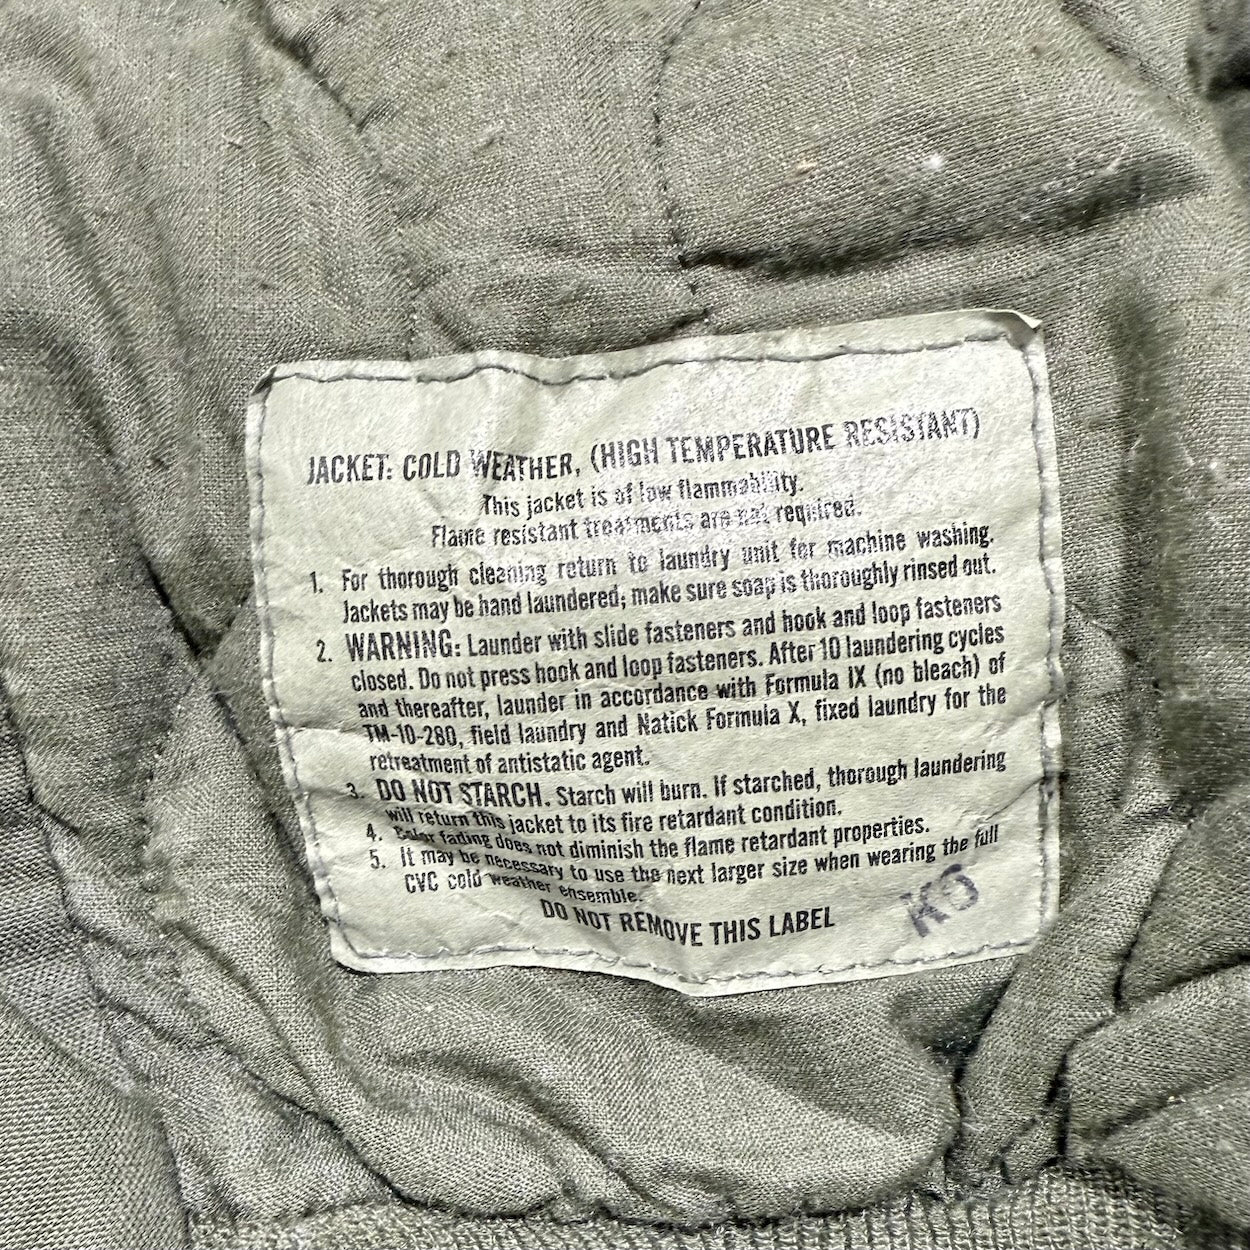 JACKET: COLD WEATHER, (HIGH TEMPERATURE RESISTANT)
This jacket is of low flammability.
Flame resistant treatments are not required.
1. For thorough cleaning return to laundry unit for machine washing.
Jackets may be hand laundered; make sure soap is thoroughly rinsed out.
2. WARNING: Launder with slide fasteners and hook and loop fasteners
closed. Do not press hook and loop fasteners. After 10 laundering cycles
and thereafter, launder in accordance with Formula IX (no bleach) of
TM-10-280, field laundry and Natick Formula X, fixed laundry for the
retreatment of antistatic agent.
3. DO NOT STARCH. Starch will burn. If starched, thorough laundering
will return this jacket to its fire retardant condition.
4. Color fading does not diminish the flame retardant properties.
5. It may be necessary to use the next larger size when wearing the full
CVC cold weather ensemble.
DO NOT REMOVE THIS LABEL